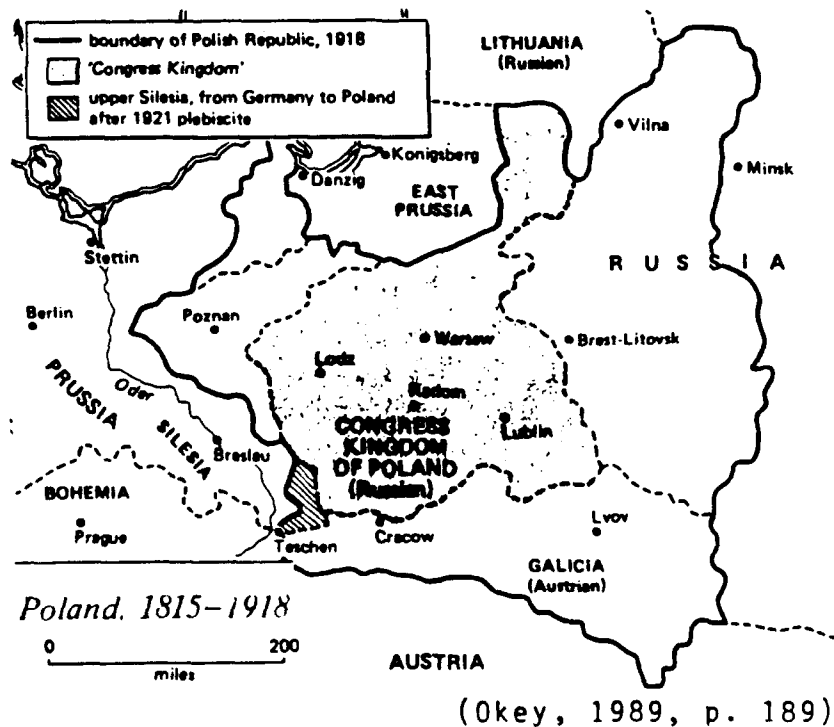 boundary of Polish Republic, 1918
'Congress Kingdom'
upper Silesia, from Germany to Poland
after 1921 plebiscite
LITHUANIA
(Russian)
Vilna
Minsk
Konigsberg
Danzig
EAST
PRUSSIA
Stettin
RUSSIA
Berlin
Poznan
Warsaw
Brest-Litovsk
Lodz
PRUSSIA
Oder
Radom
SILESIA
CONGRESS
KINGDOM
OF POLAND
(Russian)
Lublin
Breslau
BOHEMIA
Prague
Teschen
Cracow
Lvov
GALICIA
(Austrian)
Poland, 1815–1918
0 200
miles
AUSTRIA
(Okey, 1989, p. 189)